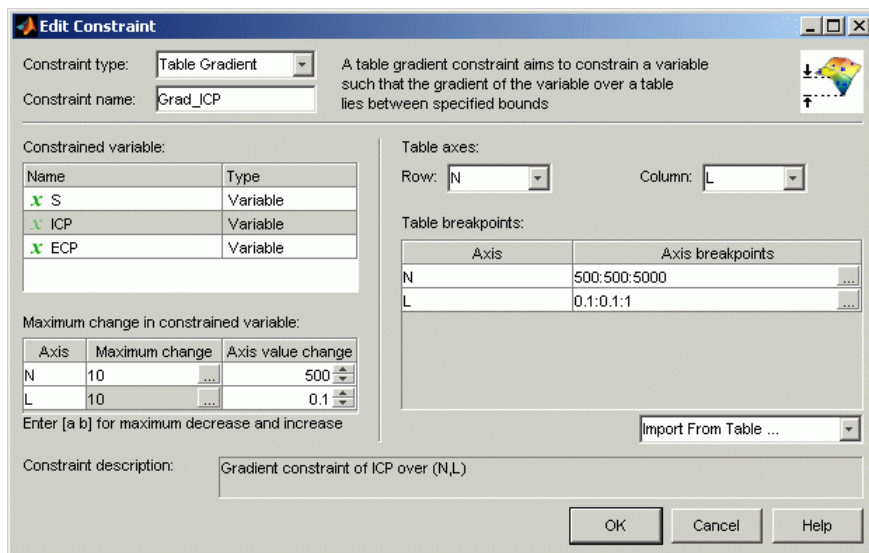 Edit Constraint
Constraint type: Table Gradient
Constraint name: Grad_ICP
A table gradient constraint aims to constrain a variable
such that the gradient of the variable over a table
lies between specified bounds
Constrained variable:
Name Type
x S Variable
x ICP Variable
x ECP Variable
Maximum change in constrained variable:
Axis Maximum change Axis value change
N 10 ... 500
L 10 ... 0.1
Enter [a b] for maximum decrease and increase
Table axes:
Row: N Column: L
Table breakpoints:
Axis Axis breakpoints
N 500:500:5000 ...
L 0.1:0.1:1 ...
Import From Table ...
Constraint description: Gradient constraint of ICP over (N,L)
OK Cancel Help